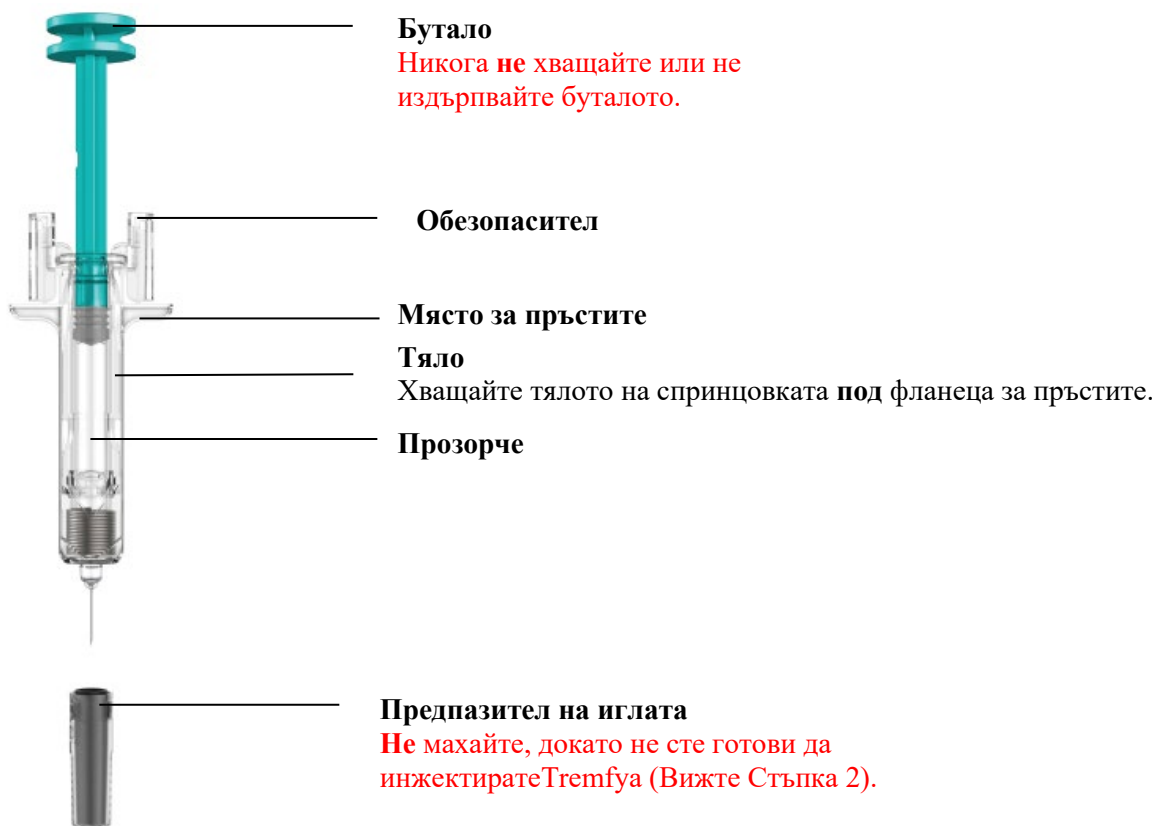 Бутало
Никога не хващайте или не
издърпвайте буталото.
Обезопасител
Място за пръстите
Тяло
Хващайте тялото на спринцовката под фланеца за пръстите.
Прозорче
Предпазител на иглата
Не махайте, докато не сте готови да
инжектиратеTremfya (Вижте Стъпка 2).